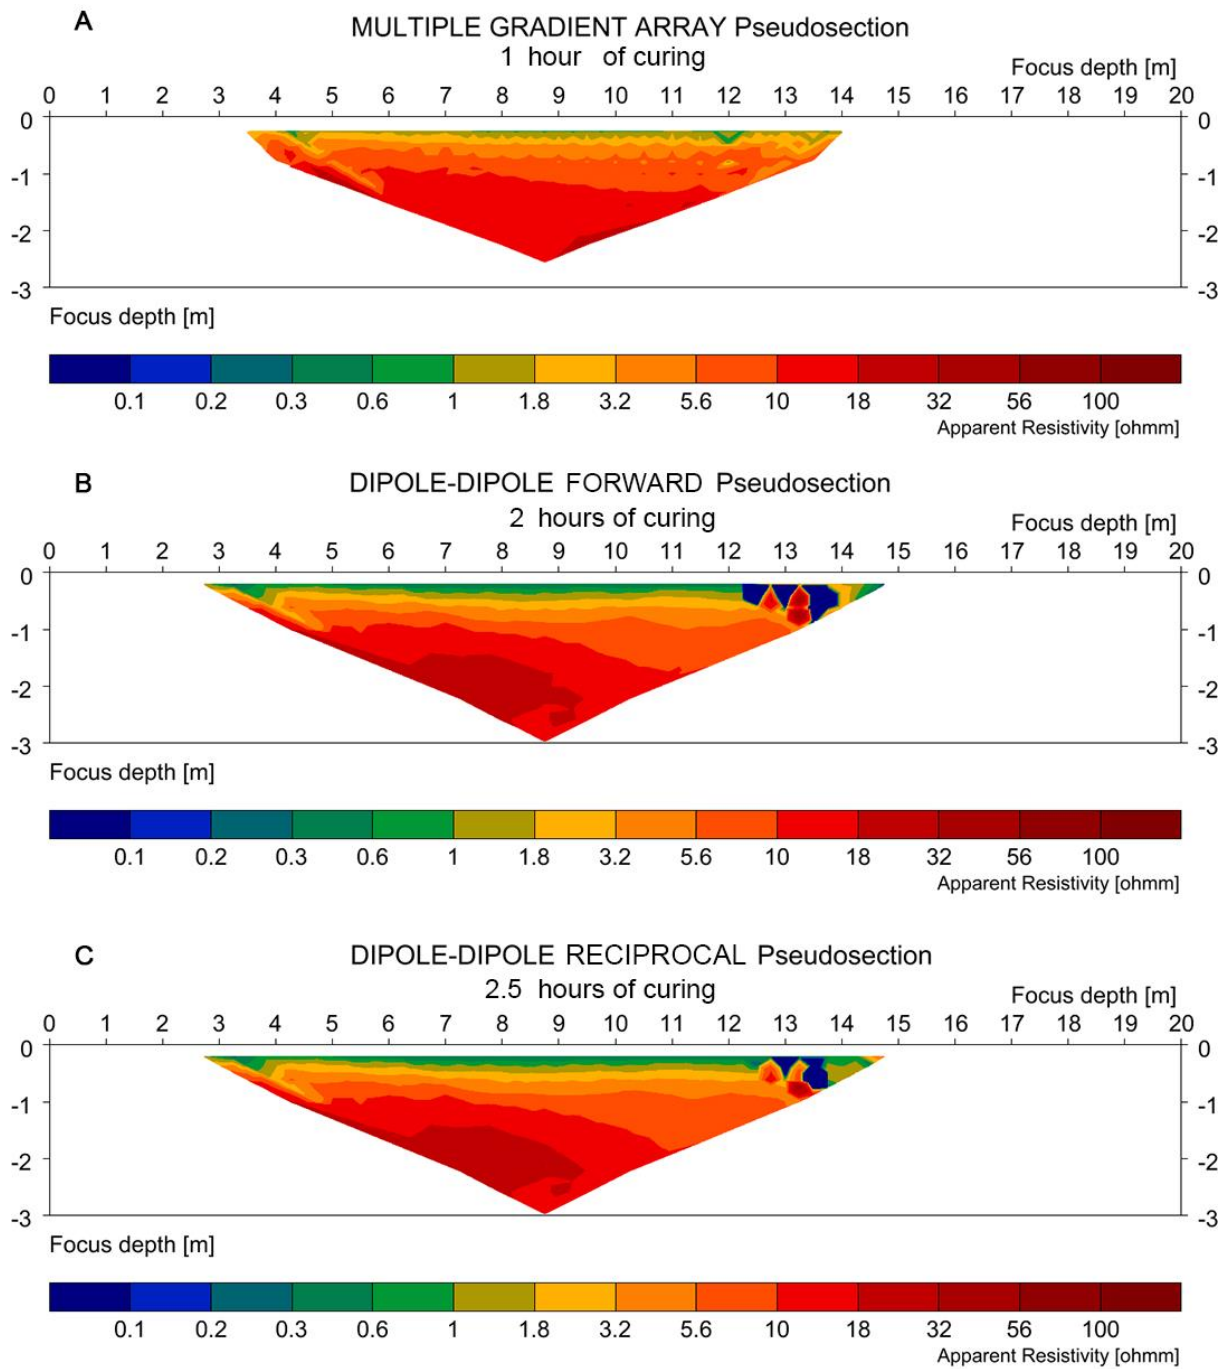 A
MULTIPLE GRADIENT ARRAY Pseudosection
1 hour of curing
Focus depth [m]
0 1 2 3 4 5 6 7 8 9 10 11 12 13 14 15 16 17 18 19 20
0 0
-1 -1
-2 -2
-3 -3
Focus depth [m]
0.1 0.2 0.3 0.6 1 1.8 3.2 5.6 10 18 32 56 100
Apparent Resistivity [ohmm]
B
DIPOLE-DIPOLE FORWARD Pseudosection
2 hours of curing
Focus depth [m]
0 1 2 3 4 5 6 7 8 9 10 11 12 13 14 15 16 17 18 19 20
0 0
-1 -1
-2 -2
-3 -3
Focus depth [m]
0.1 0.2 0.3 0.6 1 1.8 3.2 5.6 10 18 32 56 100
Apparent Resistivity [ohmm]
C
DIPOLE-DIPOLE RECIPROCAL Pseudosection
2.5 hours of curing
Focus depth [m]
0 1 2 3 4 5 6 7 8 9 10 11 12 13 14 15 16 17 18 19 20
0 0
-1 -1
-2 -2
-3 -3
Focus depth [m]
0.1 0.2 0.3 0.6 1 1.8 3.2 5.6 10 18 32 56 100
Apparent Resistivity [ohmm]